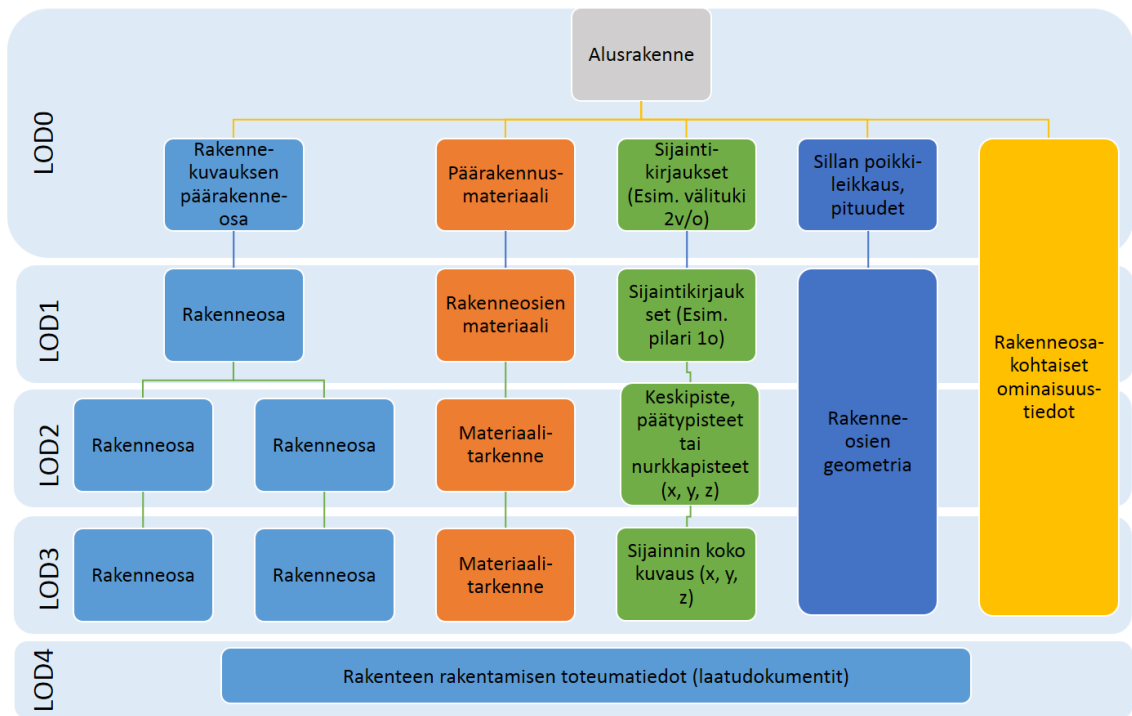 Alusrakenne
LOD0
Rakenne-
kuvauksen
päärakenne-
osa
Päärakennus-
materiaali
Sijainti-
kirjaukset
(Esim. välituki
2v/o)
Sillan poikki-
leikkaus,
pituudet
Rakenneosa-
kohtaiset
ominaisuus-
tiedot
LOD1
Rakenneosa
Rakenneosien
materiaali
Sijaintikirjauk
set (Esim.
pilari 1o)
Rakenne-
osien
geometria
LOD2
Rakenneosa
Rakenneosa
Materiaali-
tarkenne
Keskipiste,
päätypisteet
tai
nurkkapisteet
(x, y, z)
LOD3
Rakenneosa
Rakenneosa
Materiaali-
tarkenne
Sijainnin koko
kuvaus (x, y,
z)
LOD4
Rakenteen rakentamisen toteumatiedot (laatudokumentit)